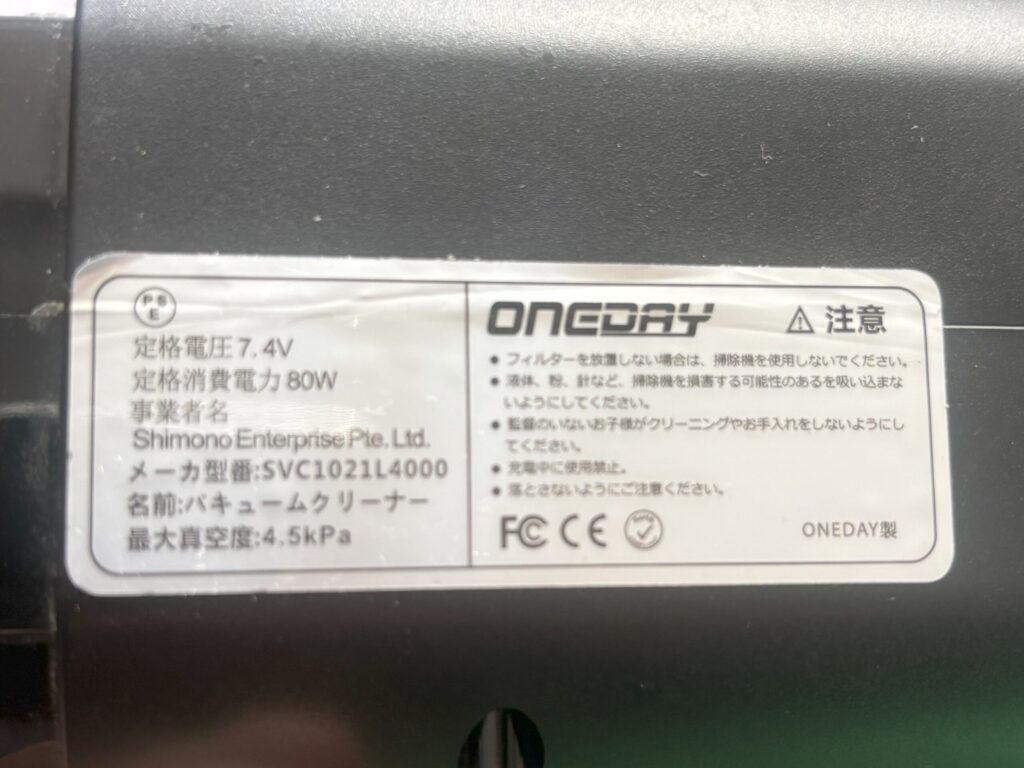 PSE
定格電圧7.4V
定格消費電力80W
事業者名
Shimono Enterprise Pte. Ltd.
メーカ型番:SVC1021L4000
名前:バキュームクリーナー
最大真空度:4.5kPa
ONEDAY
⚠注意
● フィルターを放置しない場合は、掃除機を使用しないでください。
● 液体、粉、針など、掃除機を損害する可能性のあるを吸い込まな
いようにしてください。
● 監督のいないお子様がクリーニングやお手入れをしないようにし
てください。
● 充電中に使用禁止。
● 落とさないようにご注意ください。
FC CE
ONEDAY製